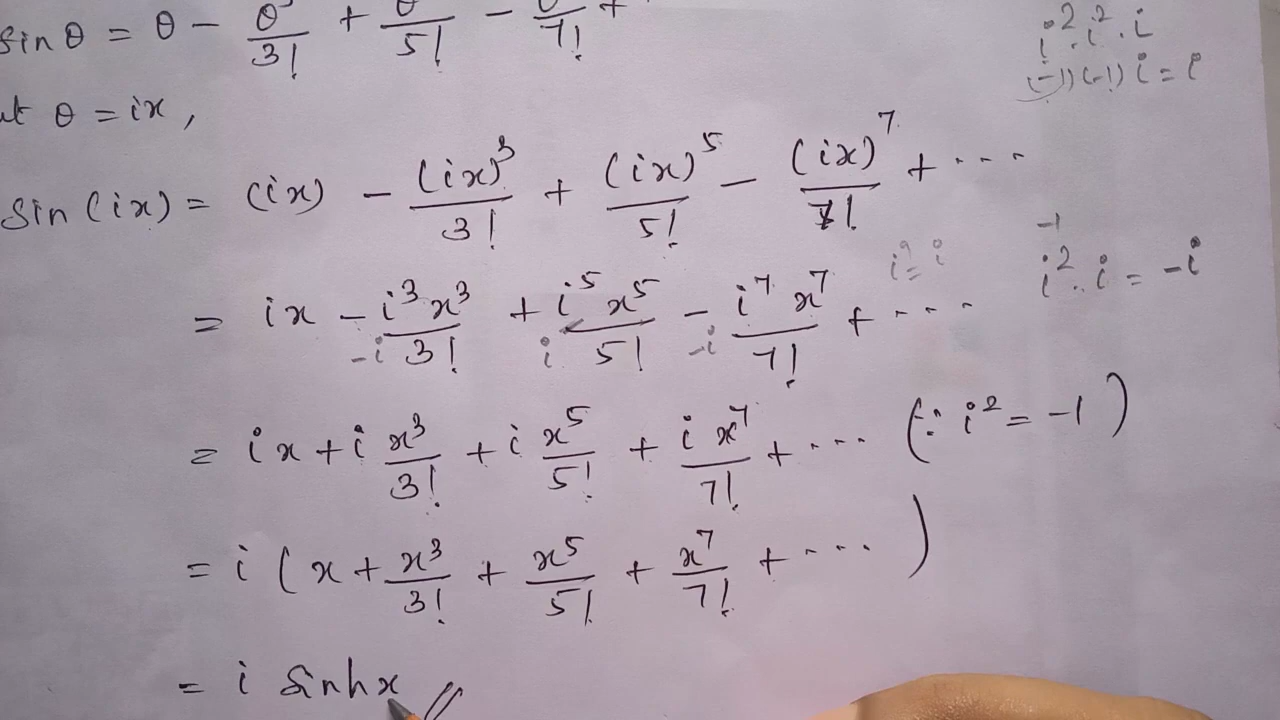 sin θ = θ − θ³/3! + θ⁵/5! − θ⁷/7! +
i².i².i
(−1)(−1) i = i
θ = ix,
Sin (ix) = (ix) − (ix)³/3! + (ix)⁵/5! − (ix)⁷/7! + ....
−1
i².i = −i
= ix − i³x³/3! + i⁵x⁵/5! − i⁷x⁷/7! + ....
−i i −i
= ix + i x³/3! + i x⁵/5! + i x⁷/7! + .... (∵ i² = −1)
= i (x + x³/3! + x⁵/5! + x⁷/7! + ....)
= i Sinhx //